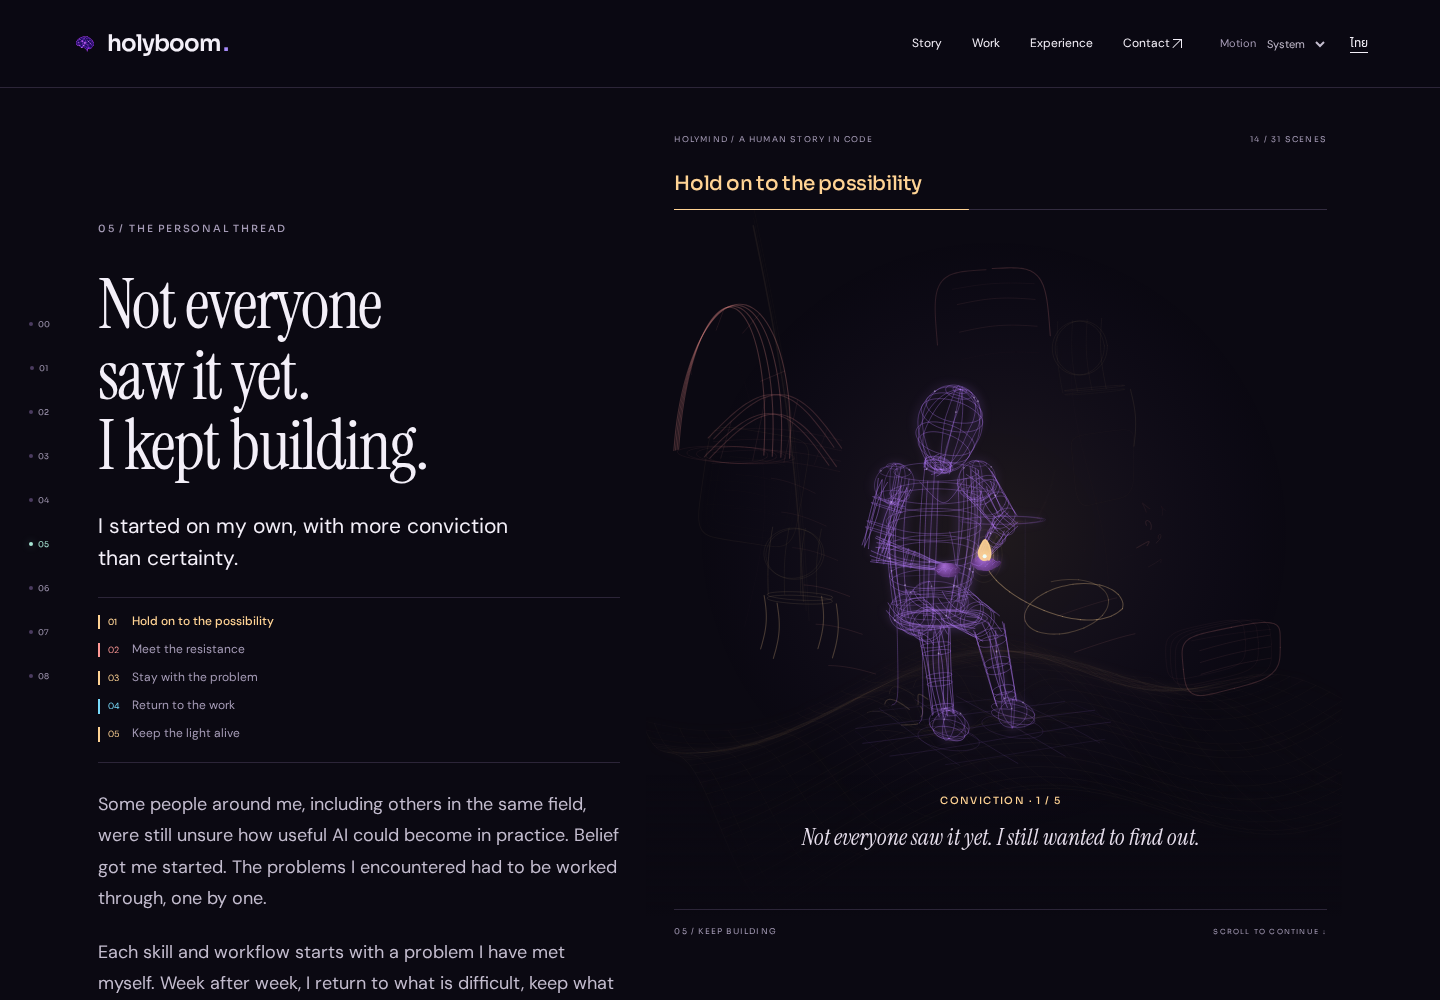 holyboom.
Story
Work
Experience
Contact
Motion
System
ไทย
HOLYMIND / A HUMAN STORY IN CODE
14 / 31 SCENES
Hold on to the possibility
05 / THE PERSONAL THREAD
Not everyone
saw it yet.
I kept building.
I started on my own, with more conviction
than certainty.
00
01
02
03
04
05
06
07
08
01 Hold on to the possibility
02 Meet the resistance
03 Stay with the problem
04 Return to the work
05 Keep the light alive
Some people around me, including others in the same field,
were still unsure how useful AI could become in practice. Belief
got me started. The problems I encountered had to be worked
through, one by one.
Each skill and workflow starts with a problem I have met
myself. Week after week, I return to what is difficult, keep what
CONVICTION · 1 / 5
Not everyone saw it yet. I still wanted to find out.
05 / KEEP BUILDING
SCROLL TO CONTINUE ↓